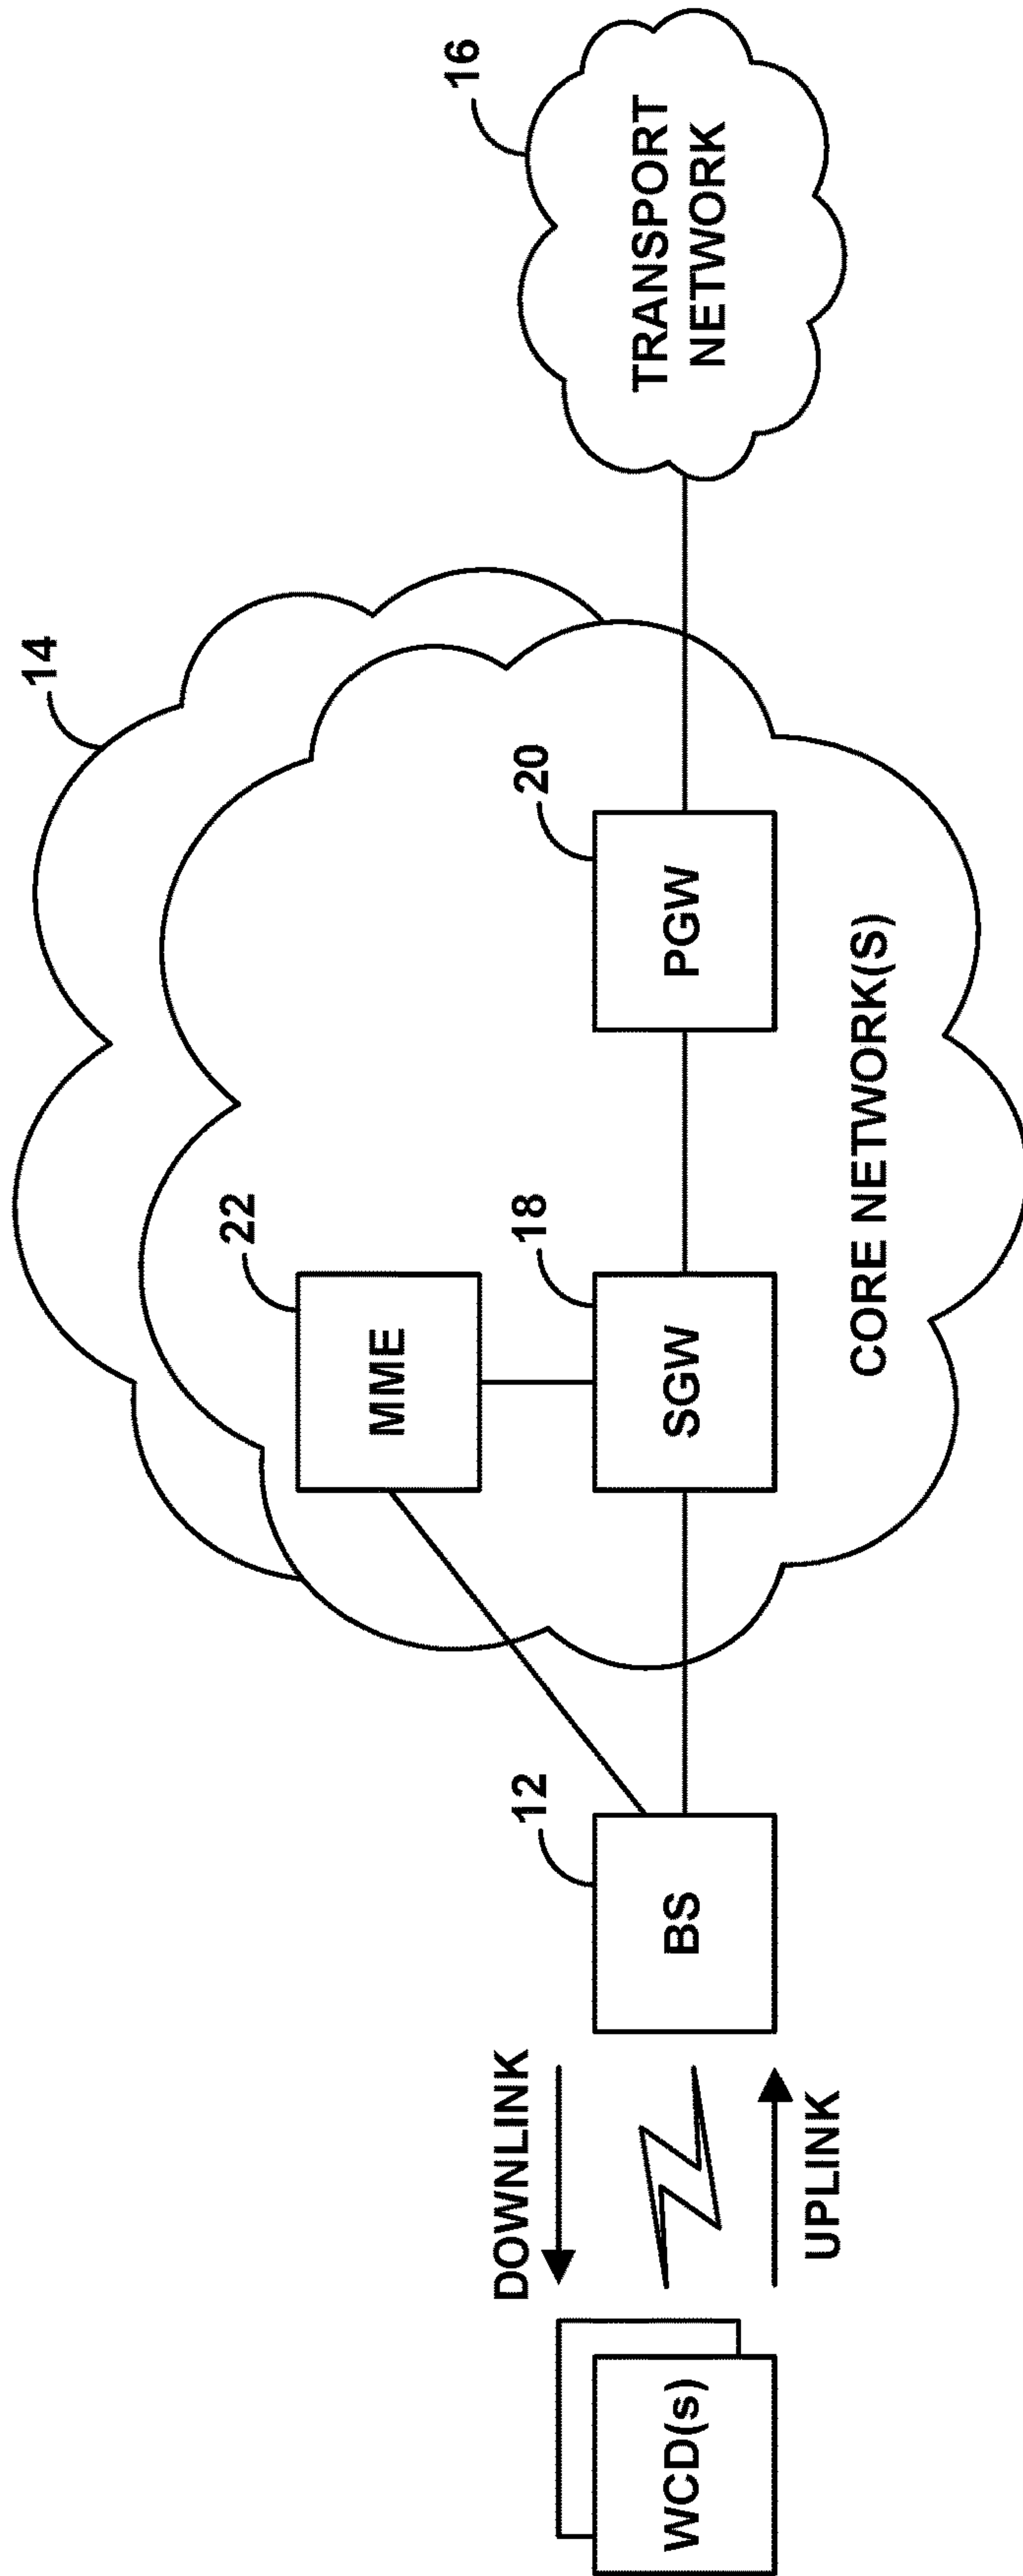 WCD(s)
DOWNLINK
UPLINK
BS
12
MME
22
SGW
18
PGW
20
CORE NETWORK(S)
14
TRANSPORT
NETWORK
16